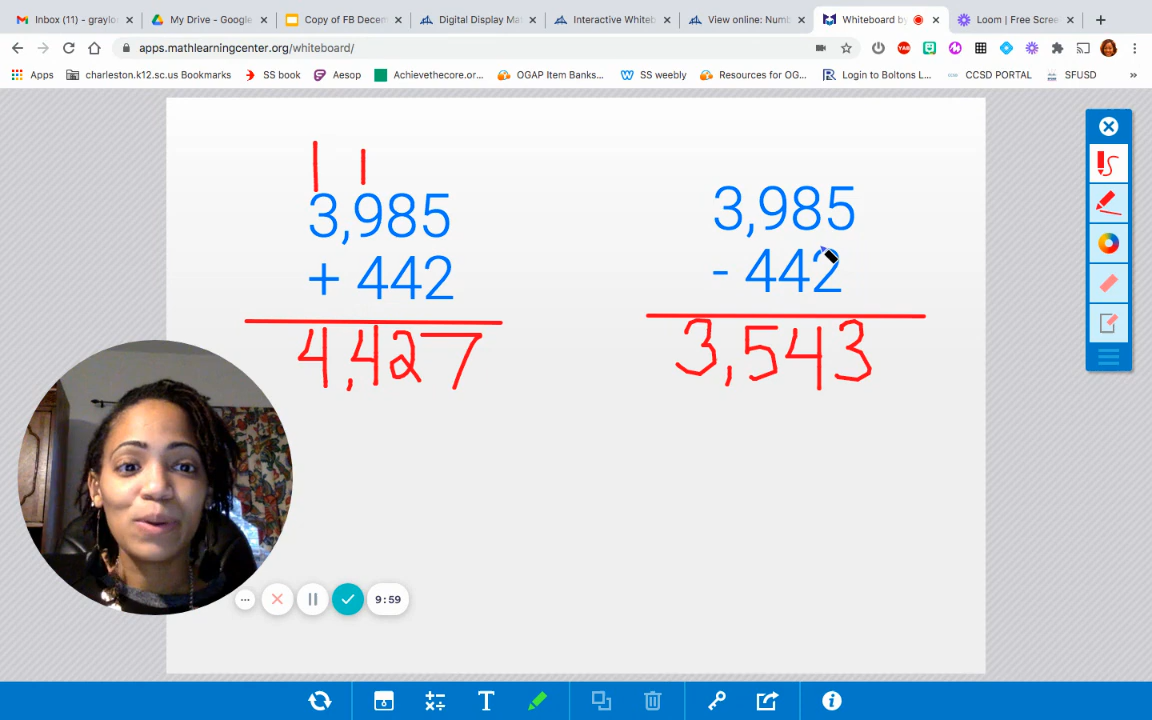 Inbox (11) - graylo
My Drive - Google
Copy of FB Decem
Digital Display Ma
Interactive Whiteb
View online: Numb
Whiteboard by
Loom | Free Scree
apps.mathlearningcenter.org/whiteboard/
Apps
charleston.k12.sc.us Bookmarks
SS book
Aesop
Achievethecore.or...
OGAP Item Banks...
SS weekly
Resources for OG...
Login to Boltons L...
CCSD PORTAL
SFUSD
1 1
3,985
+ 442
4,427
3,985
- 442
3,543
9:59